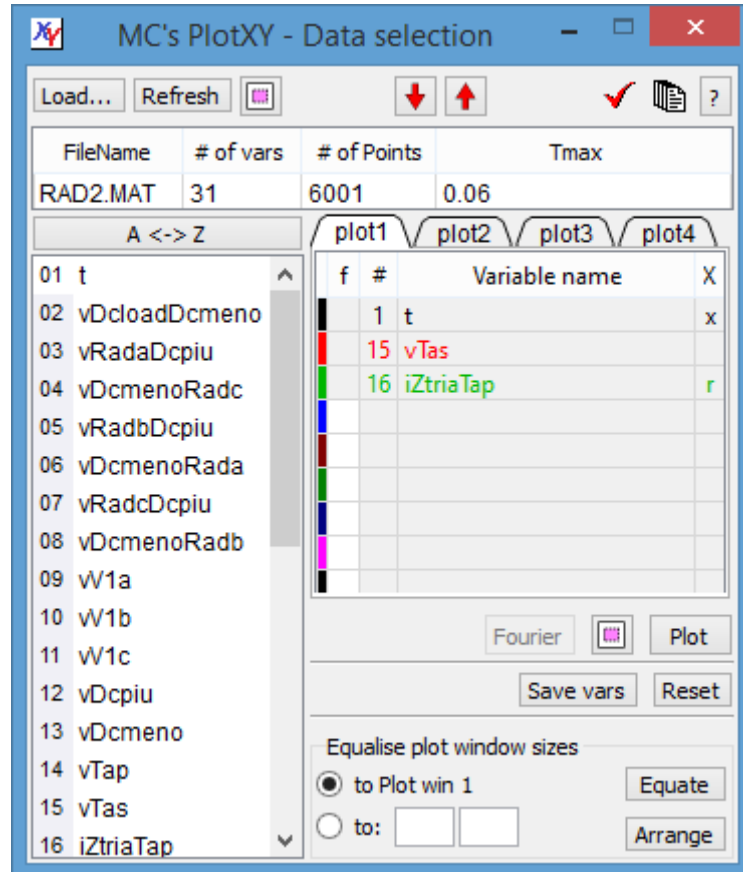 MC's PlotXY - Data selection
Load... Refresh ?
FileName # of vars # of Points Tmax
RAD2.MAT 31 6001 0.06
A <-> Z
plot1 plot2 plot3 plot4
f # Variable name X
1 t x
15 vTas
16 iZtriaTap r
01 t
02 vDcloadDcmeno
03 vRadaDcpiu
04 vDcmenoRadc
05 vRadbDcpiu
06 vDcmenoRada
07 vRadcDcpiu
08 vDcmenoRadb
09 vV1a
10 vV1b
11 vV1c
12 vDcpiu
13 vDcmeno
14 vTap
15 vTas
16 iZtriaTap
Fourier Plot
Save vars Reset
Equalise plot window sizes
to Plot win 1 Equate
to: Arrange